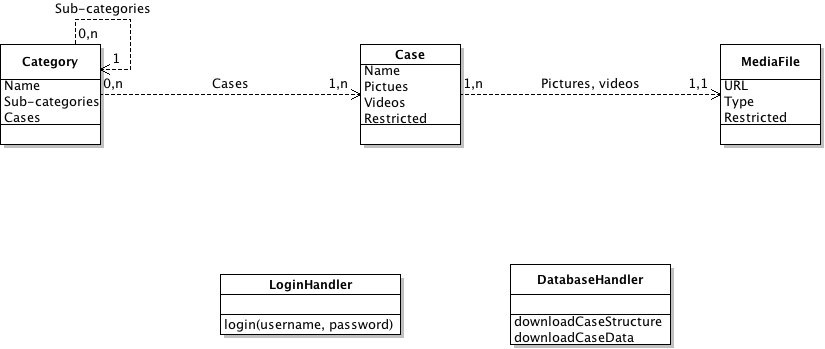 Sub-categories
0,n
1
Category
Name
Sub-categories
Cases
0,n
Cases
1,n
Case
Name
Pictues
Videos
Restricted
1,n
Pictures, videos
1,1
MediaFile
URL
Type
Restricted
LoginHandler
login(username, password)
DatabaseHandler
downloadCaseStructure
downloadCaseData